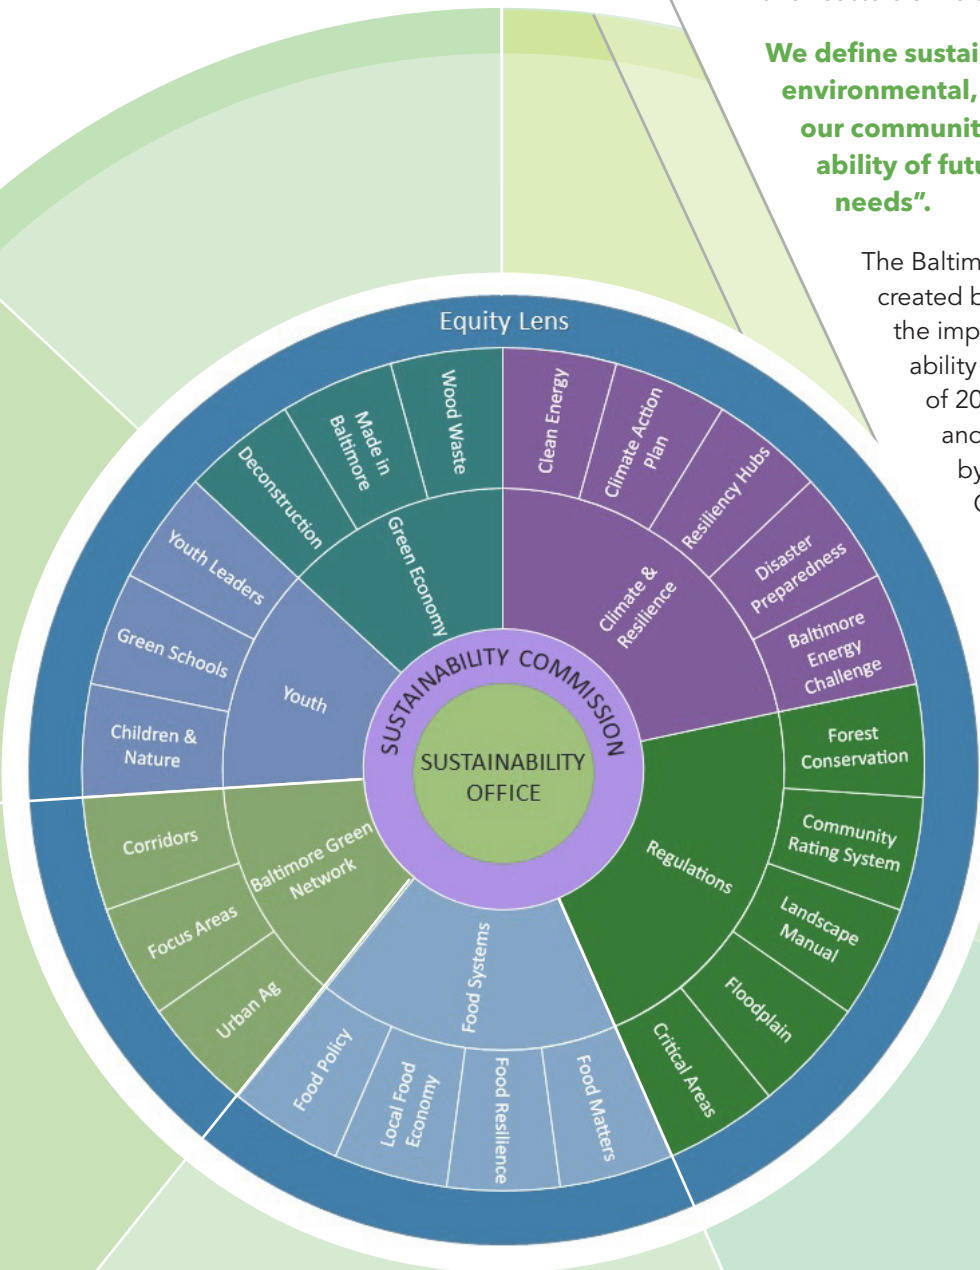 We define sustai
environmental,
our communit
ability of futu
needs”.
The Baltim
created b
the imp
ability
of 20
and
by
Equity Lens
Clean Energy
Climate Action
Plan
Resiliency Hubs
Disaster
Preparedness
Baltimore
Energy
Challenge
Climate &
Resilience
Forest
Conservation
Community
Rating System
Landscape
Manual
Floodplain
Critical Areas
Regulations
Food Matters
Food Resilience
Local Food
Economy
Food Policy
Food Systems
Urban Ag
Focus Areas
Corridors
Baltimore Green
Network
Children &
Nature
Green Schools
Youth Leaders
Youth
Deconstruction
Made in
Baltimore
Wood Waste
Green Economy
SUSTAINABILITY COMMISSION
SUSTAINABILITY
OFFICE